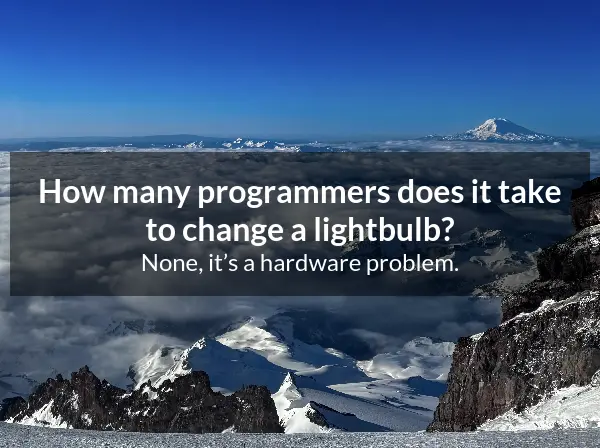 How many programmers does it take
to change a lightbulb?
None, it’s a hardware problem.